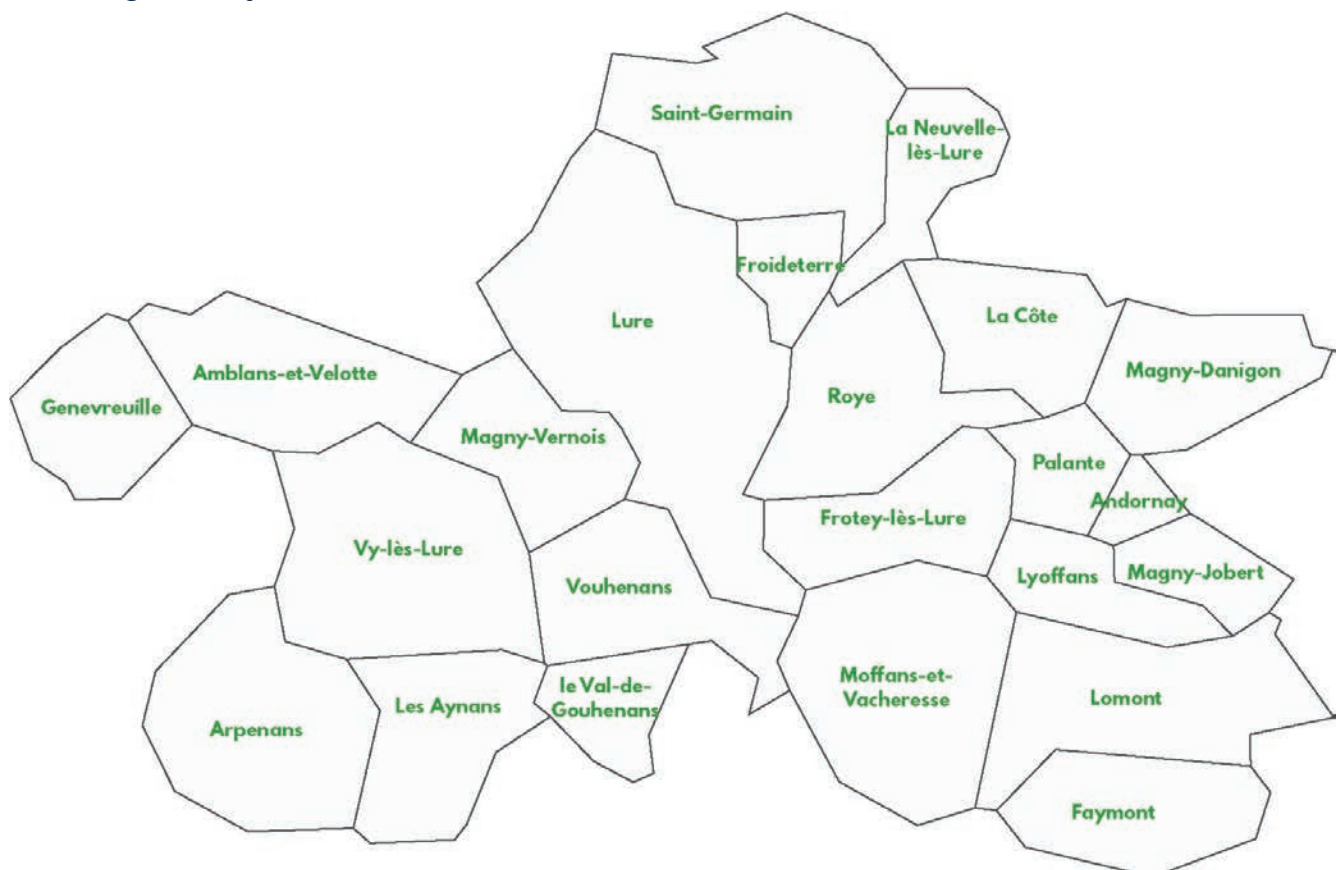 Saint-Germain
La Neuvelle-
lès-Lure
Froideterre
Lure
La Côte
Amblans-et-Velotte
Magny-Danigon
Genevreuille
Roye
Magny-Vernois
Palante
Andornay
Frotey-lès-Lure
Vy-lès-Lure
Lyoffans
Magny-Jobert
Vouhenans
le Val-de-
Gouhenans
Moffans-et-
Vacheresse
Les Aynans
Lomont
Arpenans
Faymont